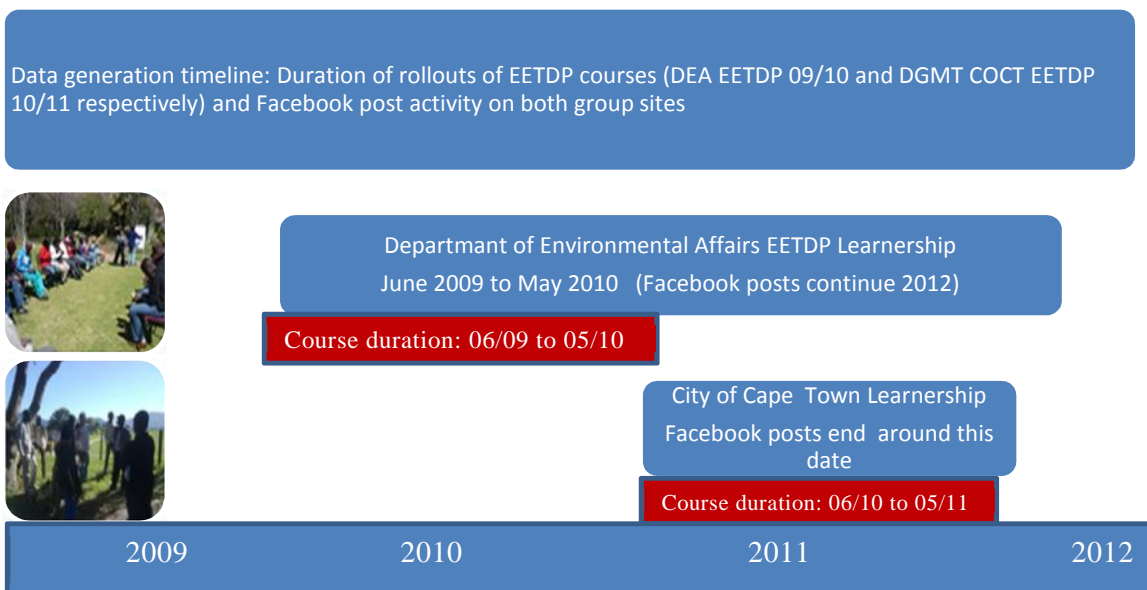 Data generation timeline: Duration of rollouts of EETDP courses (DEA EETDP 09/10 and DGMT COCT EETDP
10/11 respectively) and Facebook post activity on both group sites
Departmant of Environmental Affairs EETDP Learnership
June 2009 to May 2010 (Facebook posts continue 2012)
Course duration: 06/09 to 05/10
City of Cape Town Learnership
Facebook posts end around this
date
Course duration: 06/10 to 05/11
2009 2010 2011 2012